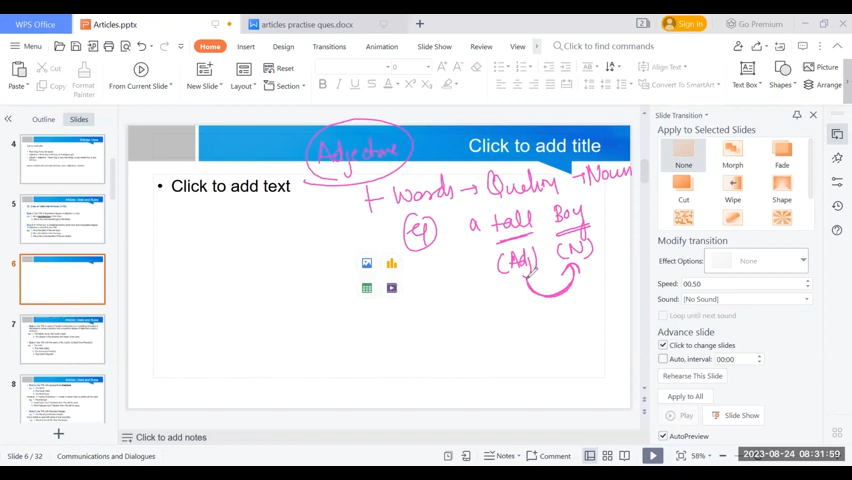 WPS Office
Articles.pptx
articles practise ques.docx
+
2
Sign in
Go Premium
Menu
Home
Insert
Design
Transitions
Animation
Slide Show
Review
View
Click to find commands
Paste
Cut
Copy
Format Painter
From Current Slide
New Slide
Layout
Reset
Section
0
B I U A
Align Text
Convert To SmartArt
Text Box
Shapes
Picture
Arrange
Outline
Slides
4
5
6
7
8
Click to add title
Adjective
• Click to add text
Words → Quality → Noun
eg a tall Boy
(Adj) (N)
Slide Transition
Apply to Selected Slides
None
Morph
Fade
Cut
Wipe
Shape
Modify transition
Effect Options:
None
Speed: 00.50
Sound: [No Sound]
Loop until next sound
Advance slide
Click to change slides
Auto, interval: 00:00
Rehearse This Slide
Apply to All
Play
Slide Show
AutoPreview
Click to add notes
Slide 6 / 32
Communications and Dialogues
Notes
Comment
58%
2023-08-24 08:31:59